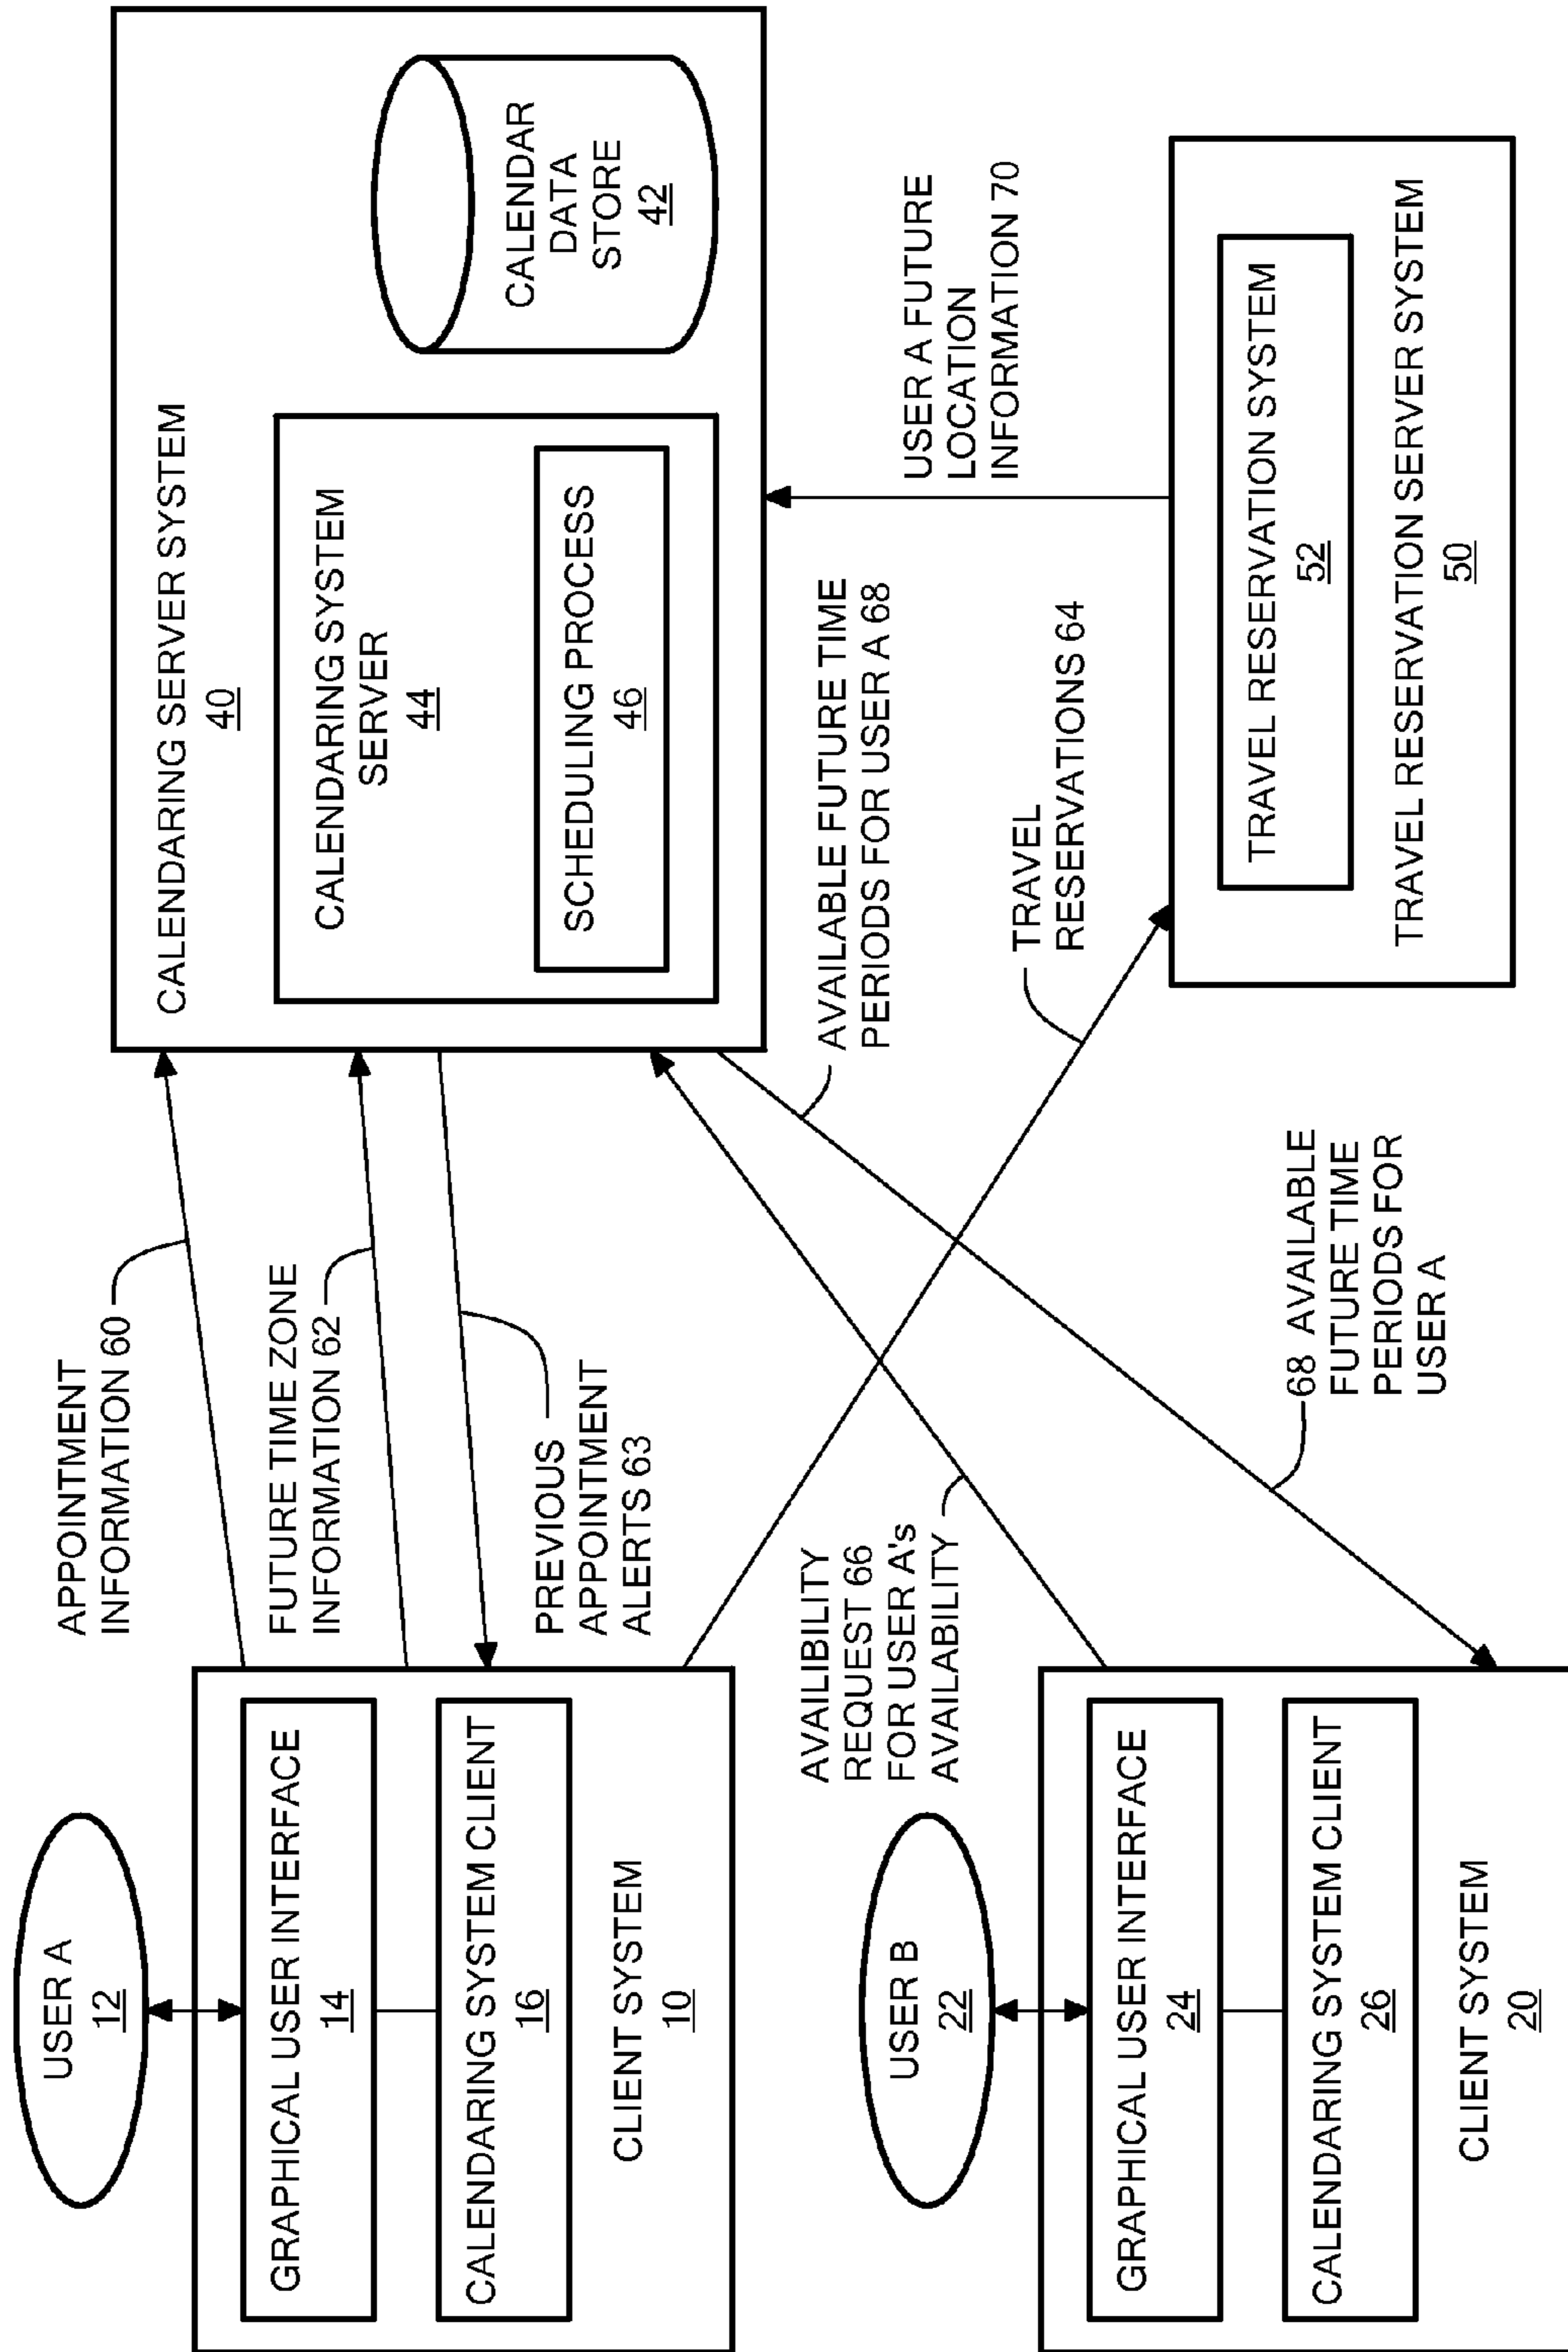 USER A
12
GRAPHICAL USER INTERFACE
14
CALENDARING SYSTEM CLIENT
16
CLIENT SYSTEM
10
USER B
22
GRAPHICAL USER INTERFACE
24
CALENDARING SYSTEM CLIENT
26
CLIENT SYSTEM
20
APPOINTMENT
INFORMATION 60
FUTURE TIME ZONE
INFORMATION 62
PREVIOUS
APPOINTMENT
ALERTS 63
AVAILIBILITY
REQUEST 66
FOR USER A's
AVAILABILITY
68 AVAILABLE
FUTURE TIME
PERIODS FOR
USER A
AVAILABLE FUTURE TIME
PERIODS FOR USER A 68
TRAVEL
RESERVATIONS 64
CALENDARING SERVER SYSTEM
40
CALENDARING SYSTEM
SERVER
44
SCHEDULING PROCESS
46
CALENDAR
DATA
STORE
42
USER A FUTURE
LOCATION
INFORMATION 70
TRAVEL RESERVATION SYSTEM
52
TRAVEL RESERVATION SERVER SYSTEM
50